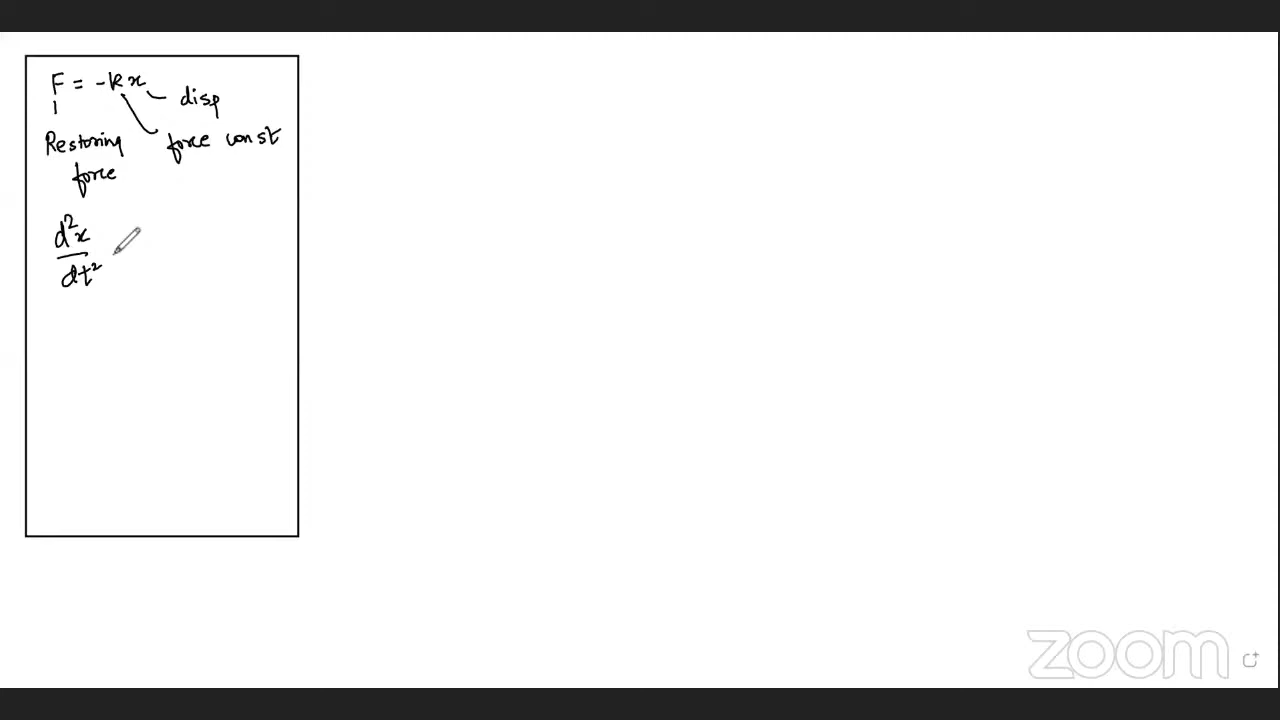 F = -kx
disp
Restoring force const
force
d²x
dt²
zoom